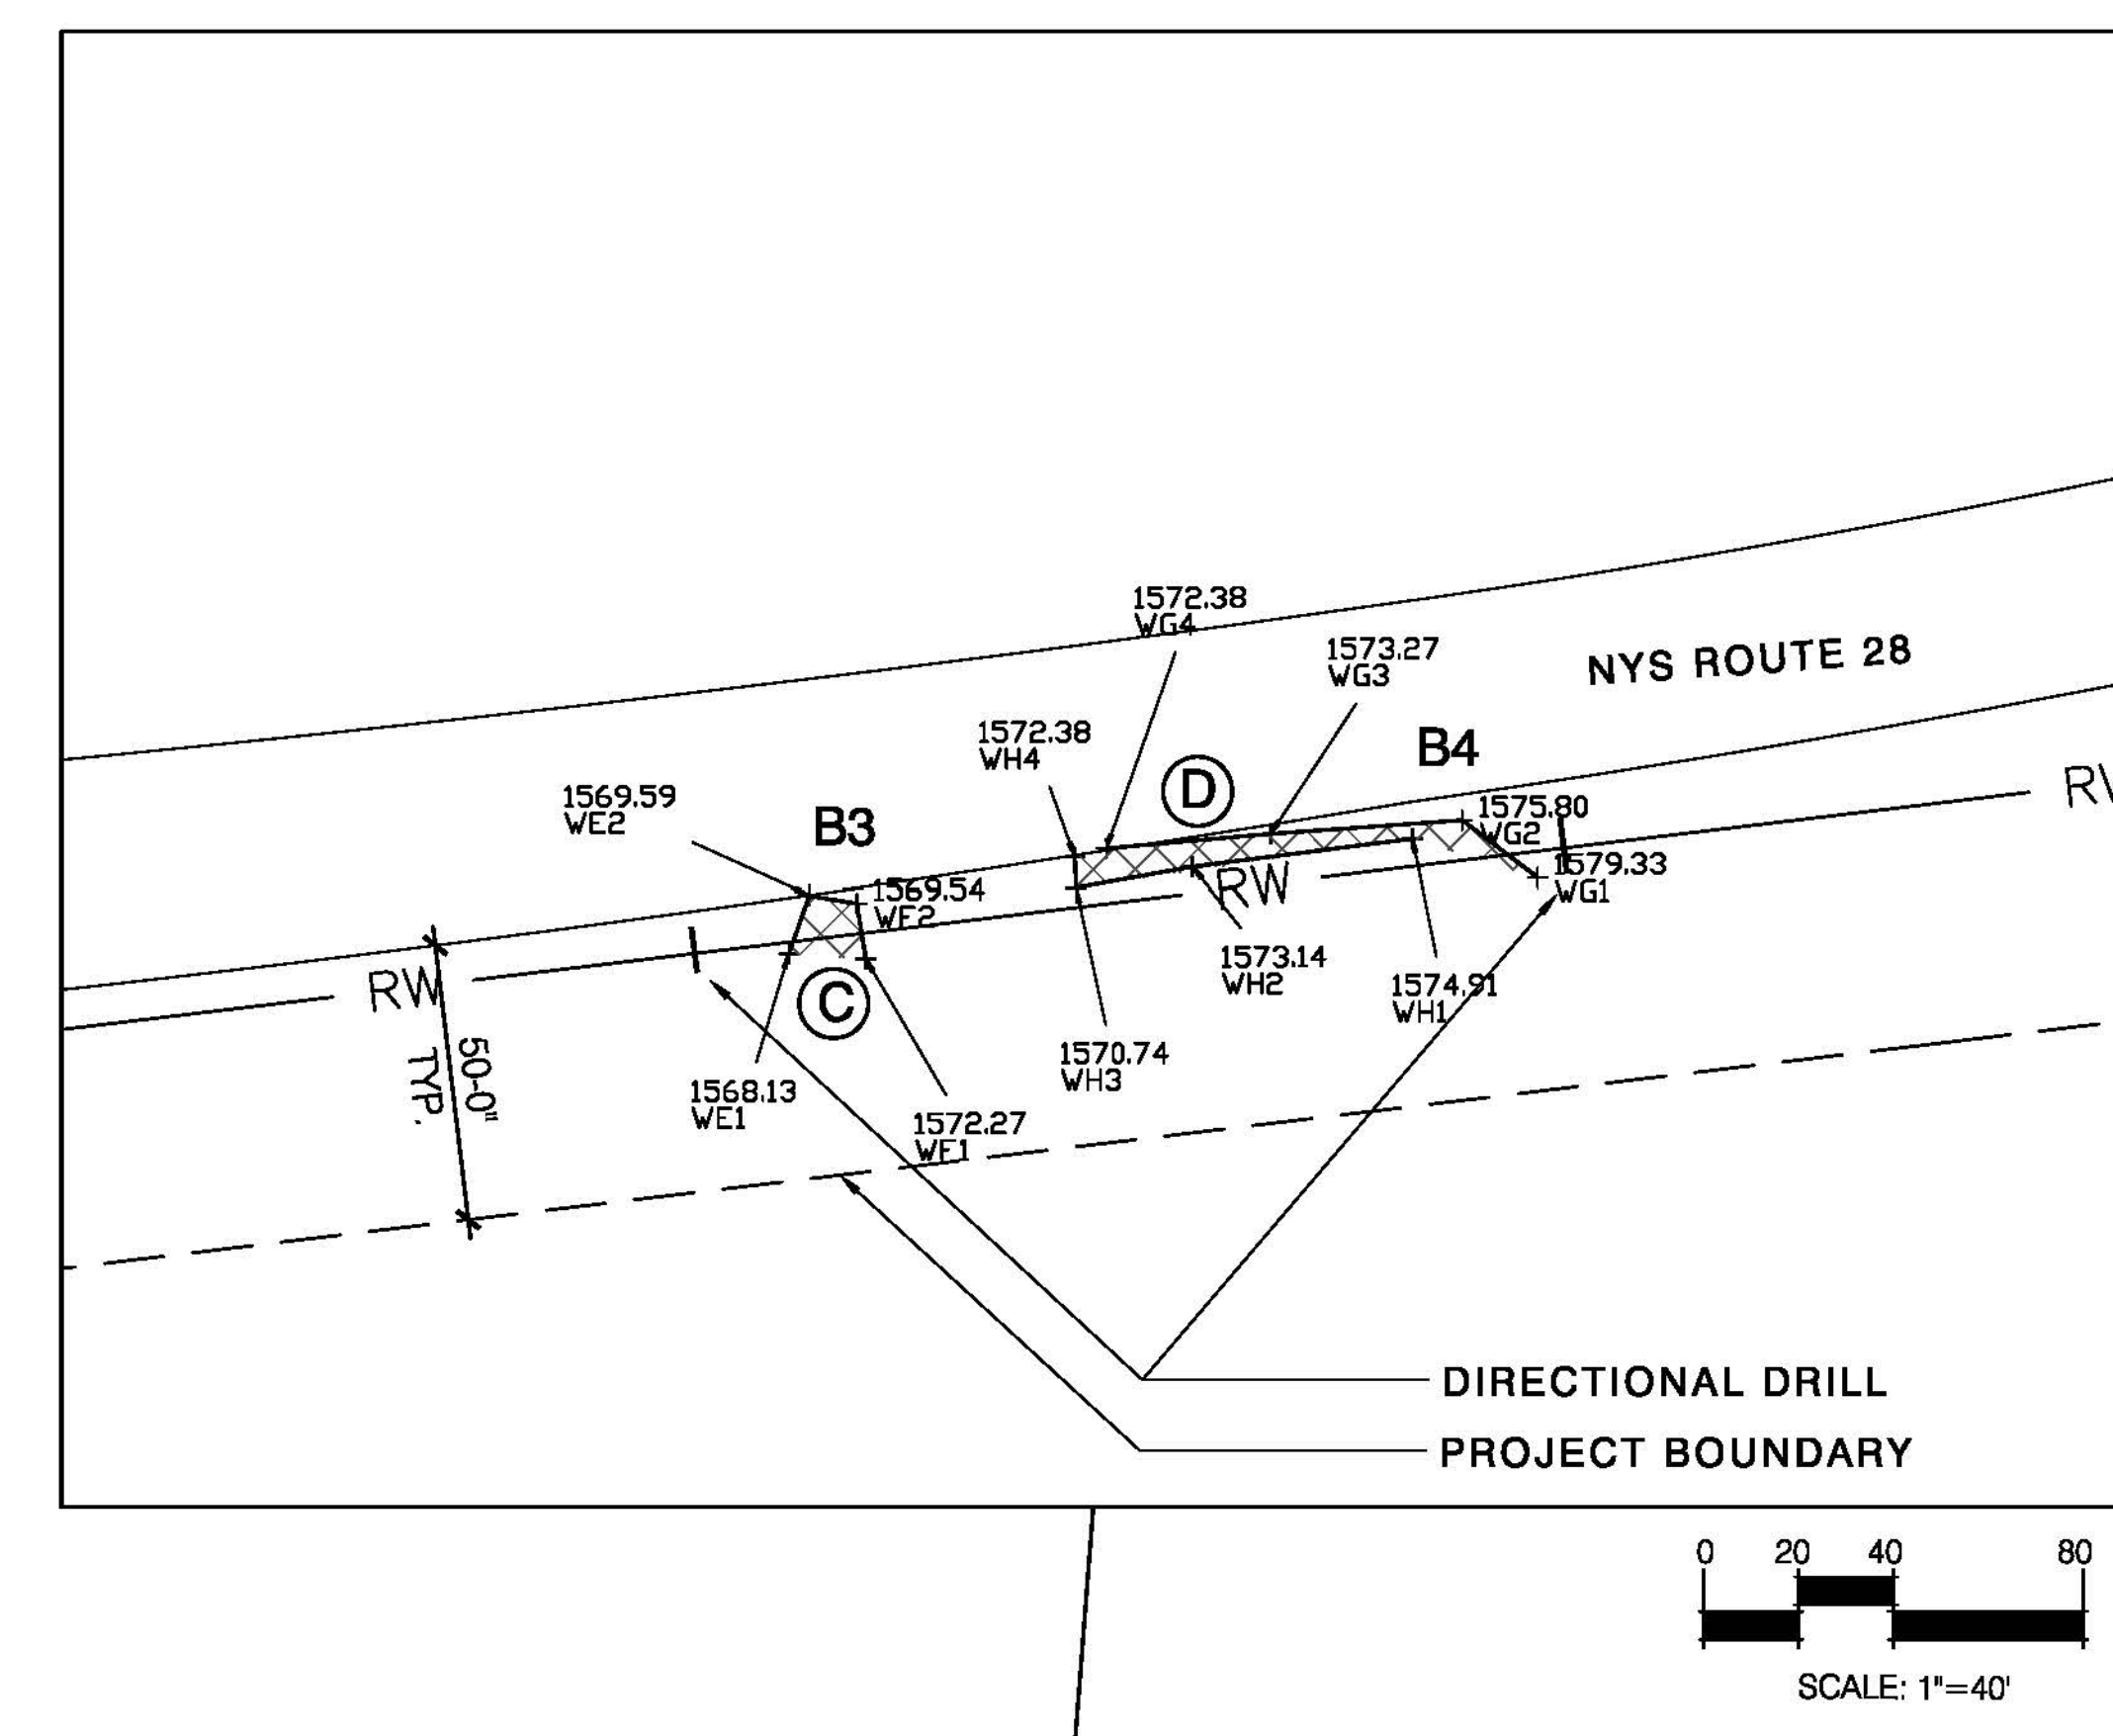 1572.38
WG4
1573.27
WG3
NYS ROUTE 28
1572.38
WH4
B4
D
1569.59
WE2
B3
1575.80
WG2
1579.33
WG1
1569.54
WF2
RW
RW
1573.14
WH2
1574.91
WH1
C
50-0"
TYP.
1570.74
WH3
1568.13
WE1
1572.27
WF1
DIRECTIONAL DRILL
PROJECT BOUNDARY
0 20 40 80
SCALE: 1"=40'